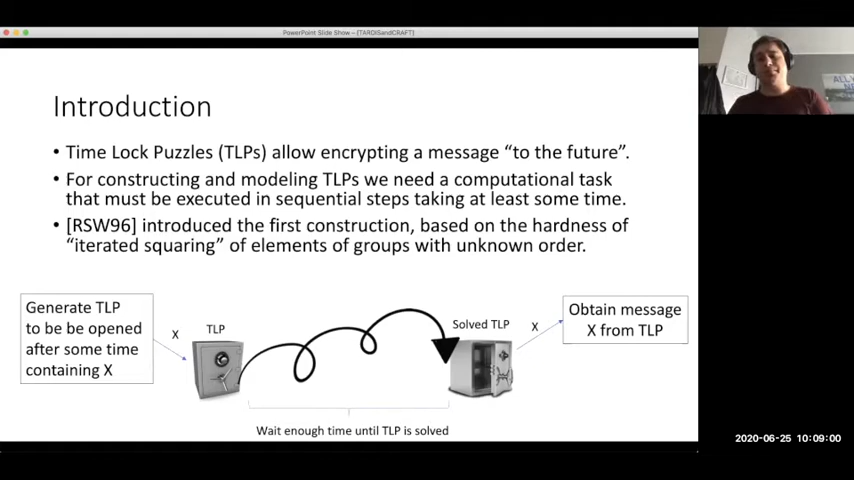 PowerPoint Slide Show - [TARDISandCRAFT]
Introduction
• Time Lock Puzzles (TLPs) allow encrypting a message “to the future”.
• For constructing and modeling TLPs we need a computational task
that must be executed in sequential steps taking at least some time.
• [RSW96] introduced the first construction, based on the hardness of
“iterated squaring” of elements of groups with unknown order.
Generate TLP
to be be opened
after some time
containing X
X
TLP
Solved TLP
X
Obtain message
X from TLP
Wait enough time until TLP is solved
2020-06-25 10:09:00